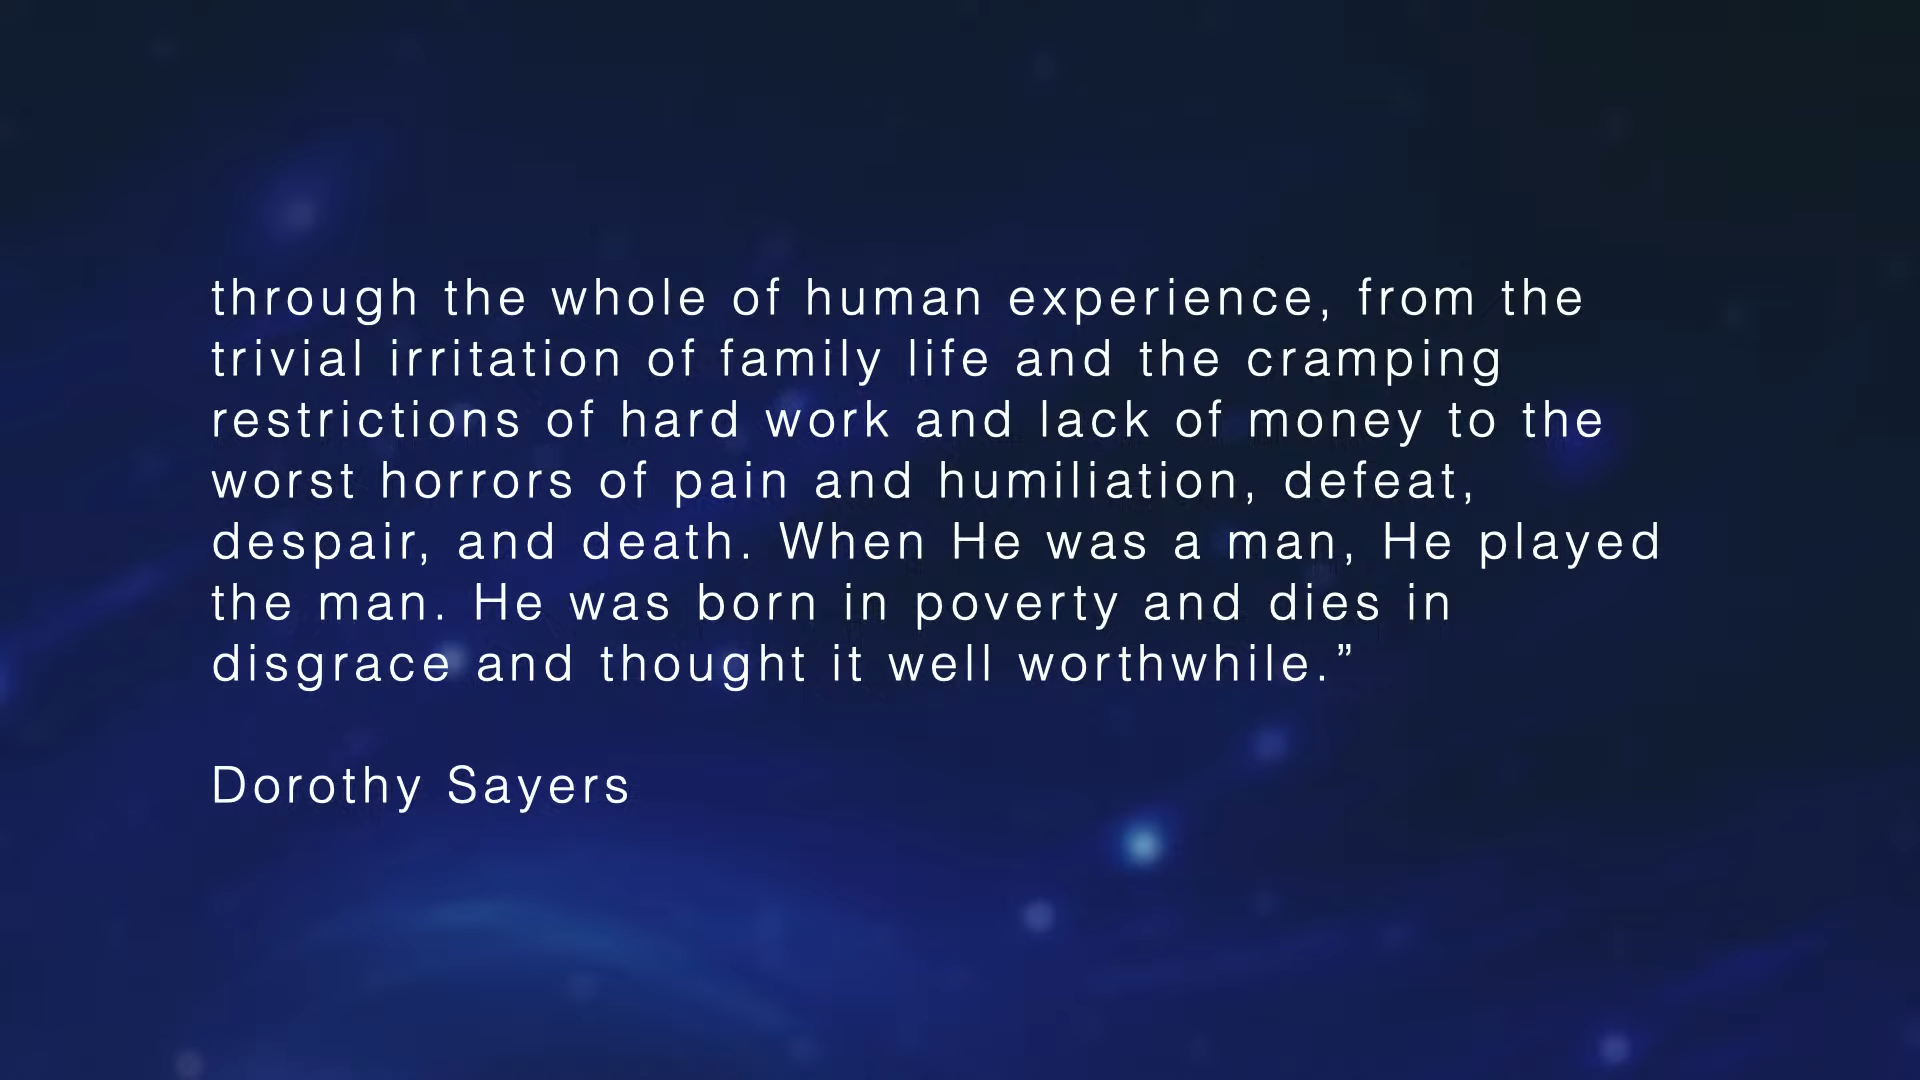 through the whole of human experience, from the
trivial irritation of family life and the cramping
restrictions of hard work and lack of money to the
worst horrors of pain and humiliation, defeat,
despair, and death. When He was a man, He played
the man. He was born in poverty and dies in
disgrace and thought it well worthwhile.”
Dorothy Sayers